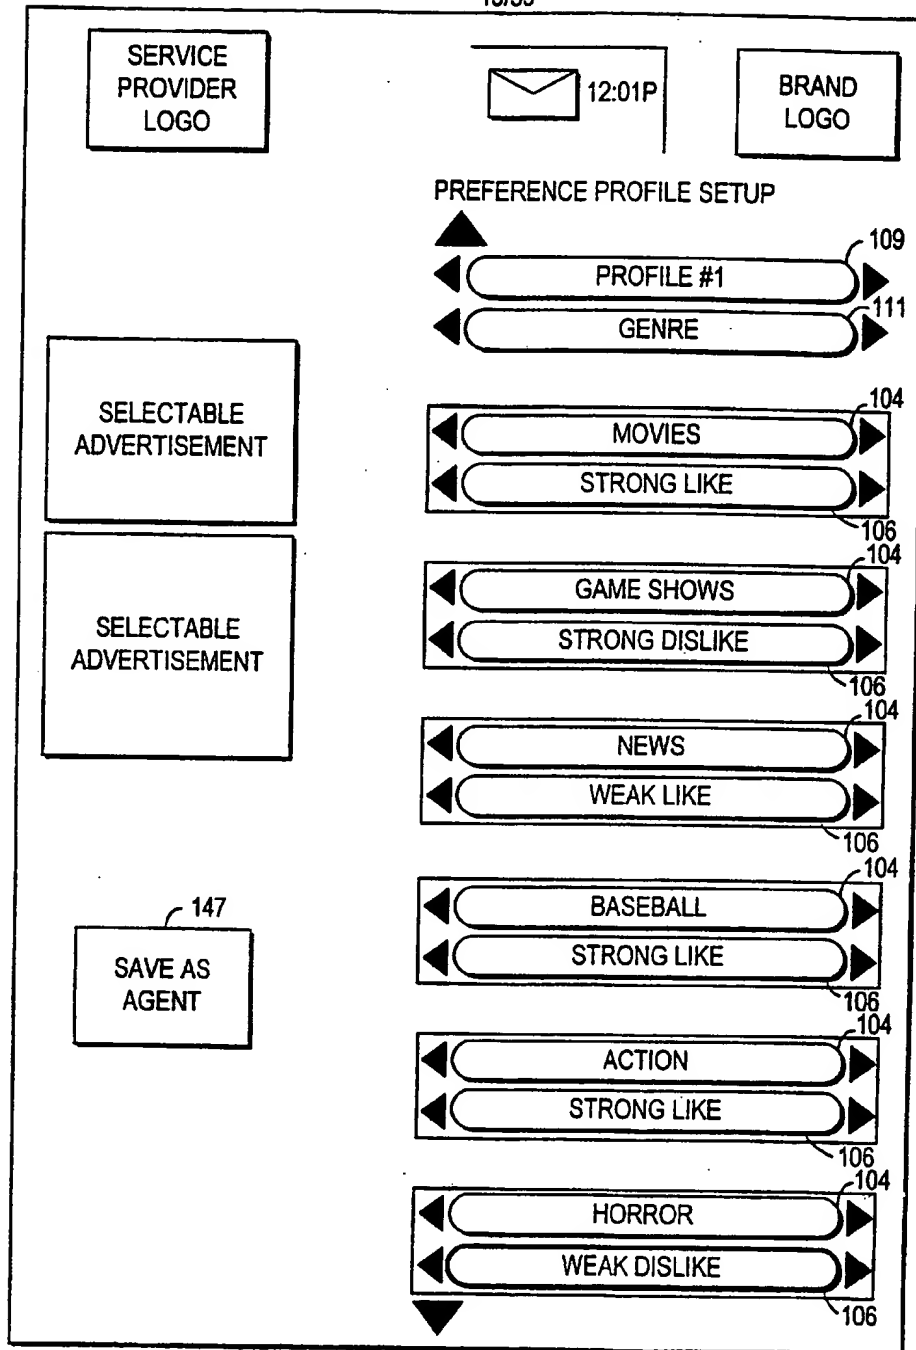 SERVICE
PROVIDER
LOGO
12:01P
BRAND
LOGO
PREFERENCE PROFILE SETUP
109
PROFILE #1
111
GENRE
SELECTABLE
ADVERTISEMENT
104
MOVIES
STRONG LIKE
106
SELECTABLE
ADVERTISEMENT
104
GAME SHOWS
STRONG DISLIKE
106
104
NEWS
WEAK LIKE
106
147
SAVE AS
AGENT
104
BASEBALL
STRONG LIKE
106
104
ACTION
STRONG LIKE
106
104
HORROR
WEAK DISLIKE
106